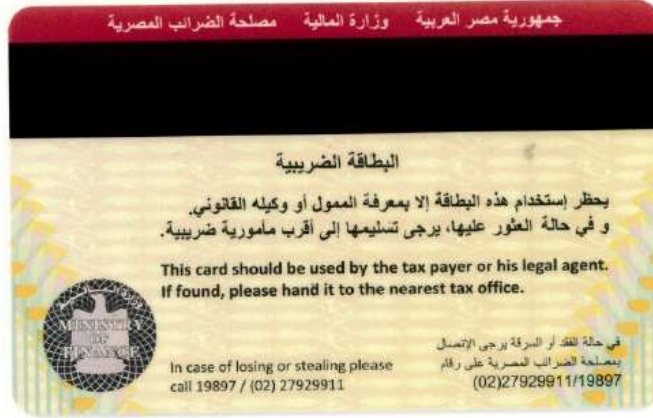 جمهورية مصر العربية وزارة المالية مصلحة الضرائب المصرية
البطاقة الضريبية
يحظر إستخدام هذه البطاقة إلا بمعرفة الممول أو وكيله القانوني.
و في حالة العثور عليها، يرجى تسليمها إلى أقرب مأمورية ضريبية.
This card should be used by the tax payer or his legal agent.
If found, please hand it to the nearest tax office.
MINISTRY
OF
FINANCE
في حالة الفقد أو السرقة يرجى الإتصال
بمصلحة الضرائب المصرية على رقم
(02)27929911/19897
In case of losing or stealing please
call 19897 / (02) 27929911